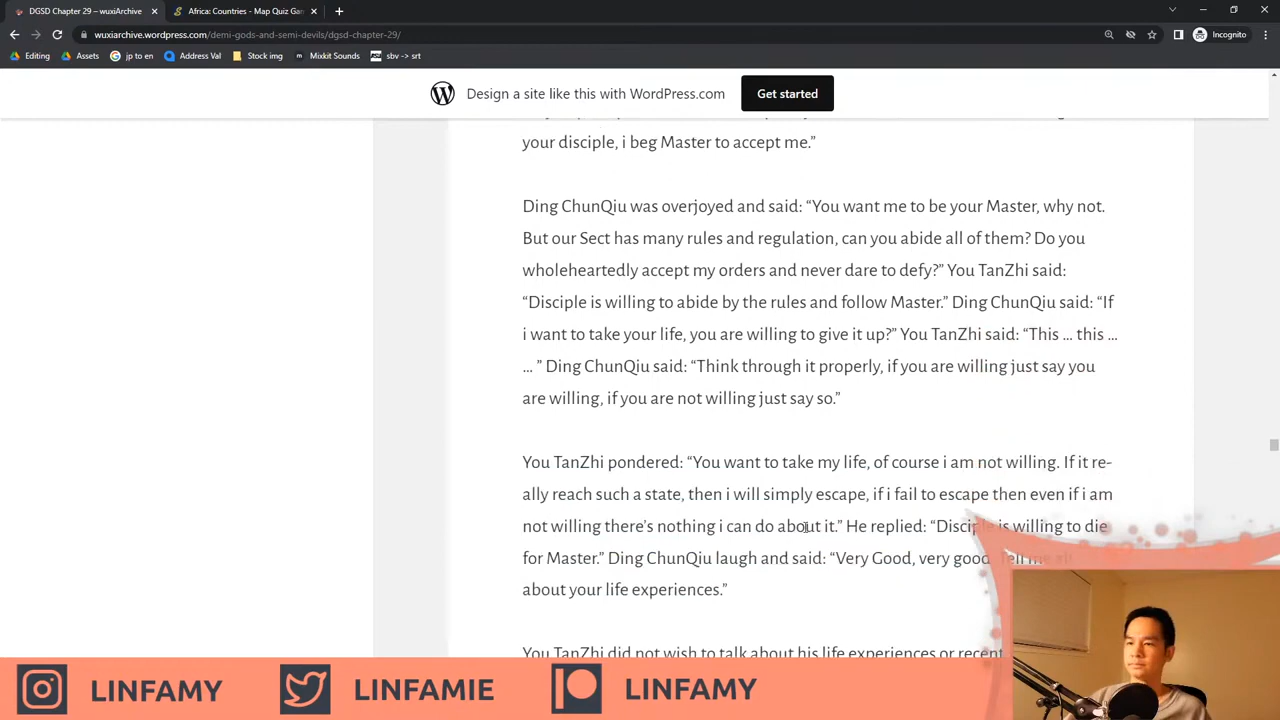 DGSD Chapter 29 – wuxiArchive
Africa: Countries - Map Quiz Ga
wuxiarchive.wordpress.com/demi-gods-and-semi-devils/dgsd-chapter-29/
Incognito
Editing
Assets
jp to en
Address Val
Stock img
Mixkit Sounds
sbv -> srt
Design a site like this with WordPress.com
Get started
your disciple, i beg Master to accept me.”
Ding ChunQiu was overjoyed and said: “You want me to be your Master, why not.
But our Sect has many rules and regulation, can you abide all of them? Do you
wholeheartedly accept my orders and never dare to defy?” You TanZhi said:
“Disciple is willing to abide by the rules and follow Master.” Ding ChunQiu said: “If
i want to take your life, you are willing to give it up?” You TanZhi said: “This … this …
… ” Ding ChunQiu said: “Think through it properly, if you are willing just say you
are willing, if you are not willing just say so.”
You TanZhi pondered: “You want to take my life, of course i am not willing. If it re-
ally reach such a state, then i will simply escape, if i fail to escape then even if i am
not willing there’s nothing i can do about it.” He replied: “Disciple is willing to die
for Master.” Ding ChunQiu laugh and said: “Very Good, very good. Tell me
about your life experiences.”
You TanZhi did not wish to talk about his life experiences or recent
LINFAMY
LINFAMIE
LINFAMY